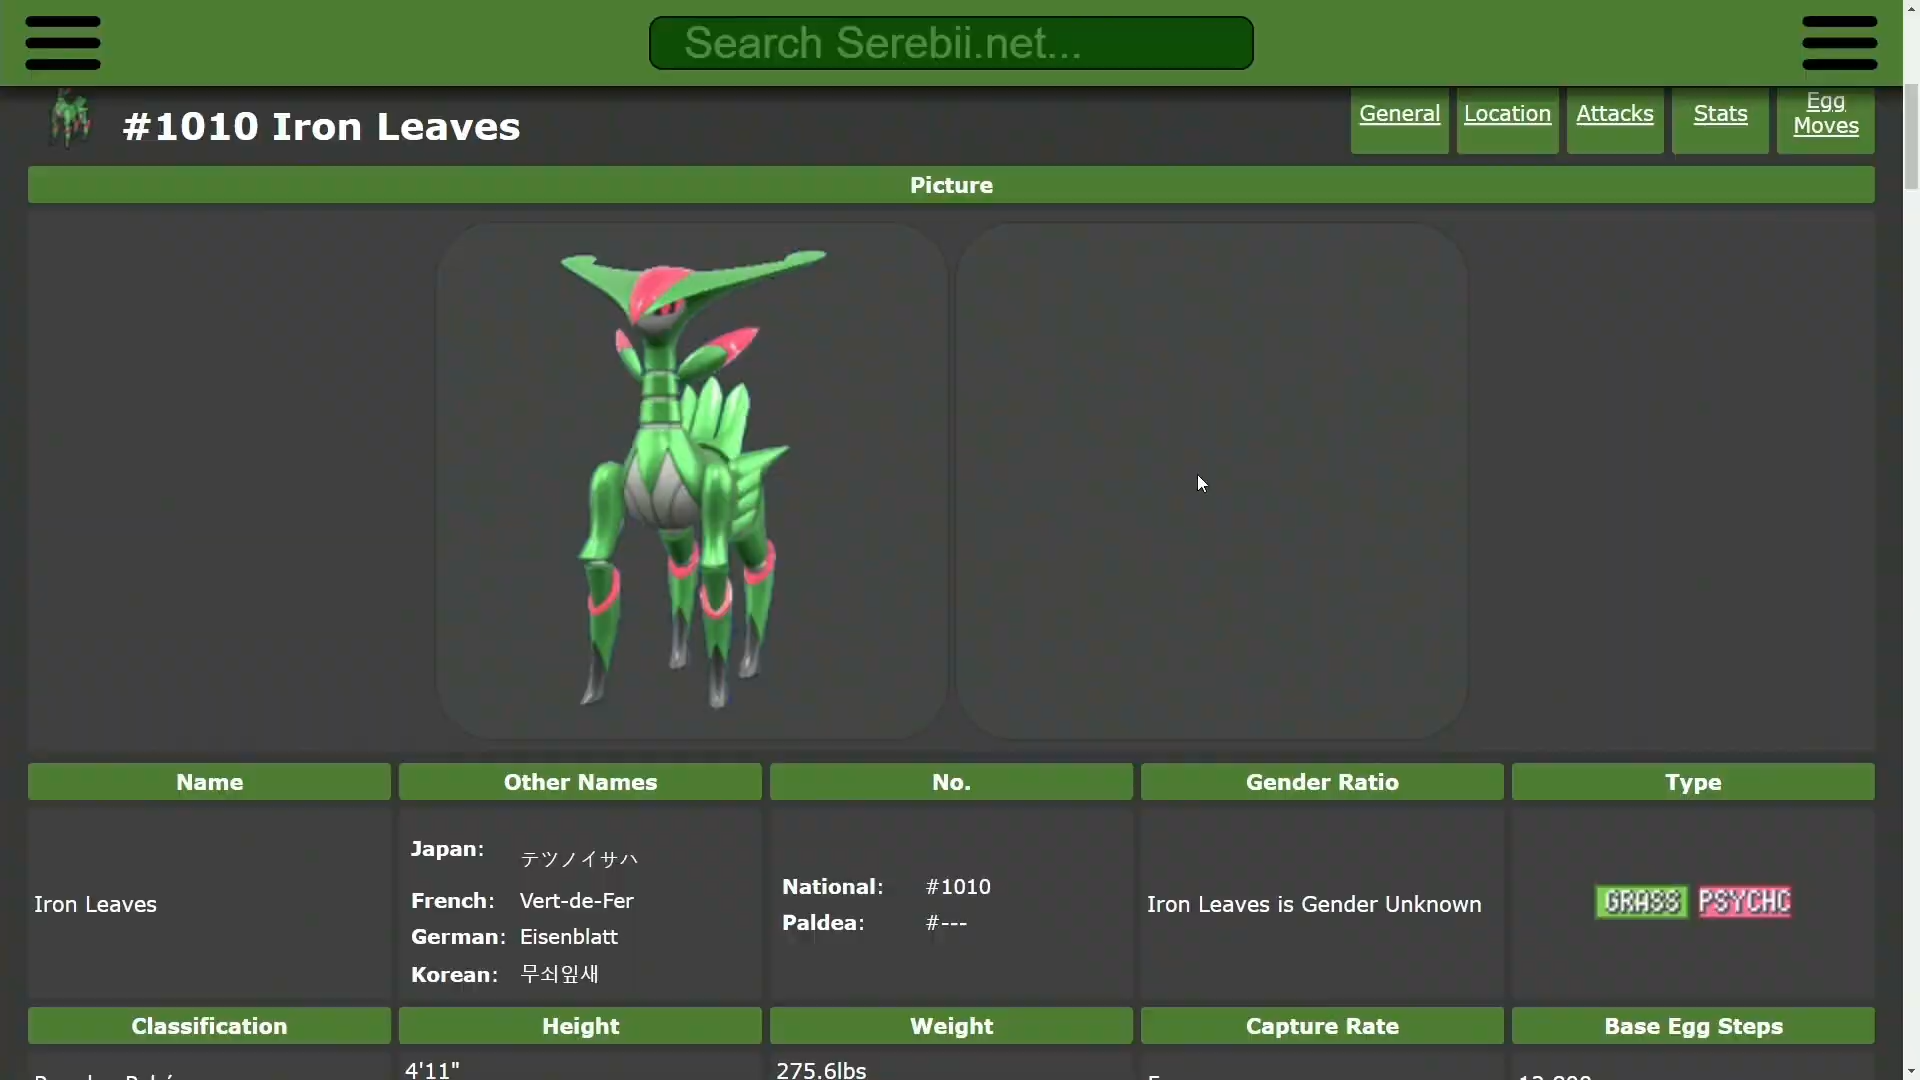 Search Serebii.net...
#1010 Iron Leaves
General
Location
Attacks
Stats
Egg
Moves
Picture
Name
Other Names
No.
Gender Ratio
Type
Iron Leaves
Japan:
テツノイサハ
French:
Vert-de-Fer
German:
Eisenblatt
Korean:
무쇠잎새
National:
#1010
Paldea:
#---
Iron Leaves is Gender Unknown
GRASS
PSYCHC
Classification
Height
Weight
Capture Rate
Base Egg Steps
4'11"
275.6lbs